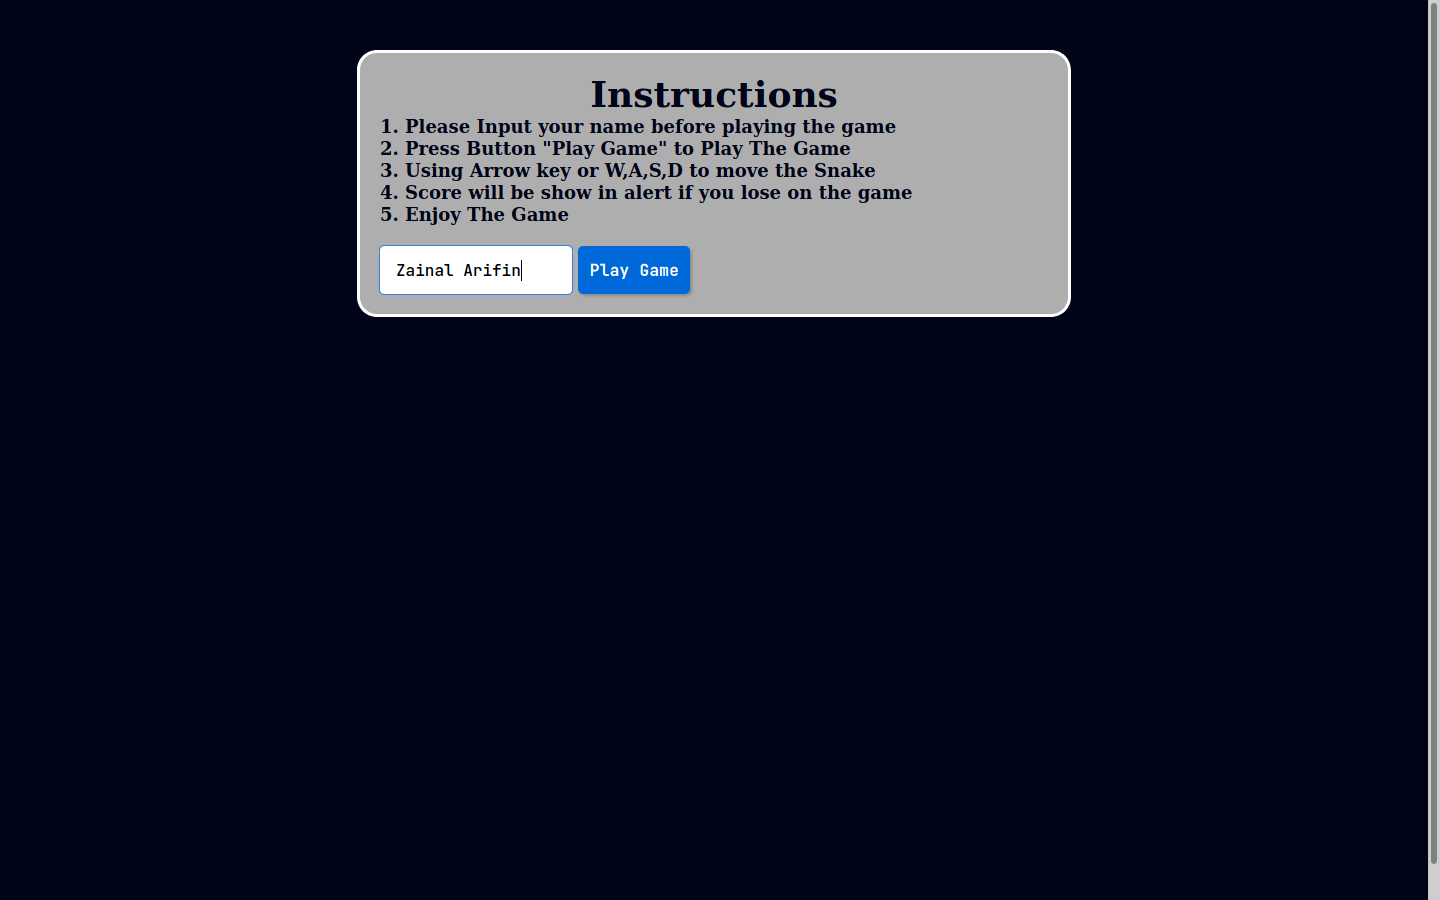 Instructions
1. Please Input your name before playing the game
2. Press Button "Play Game" to Play The Game
3. Using Arrow key or W,A,S,D to move the Snake
4. Score will be show in alert if you lose on the game
5. Enjoy The Game
Zainal Arifin Play Game